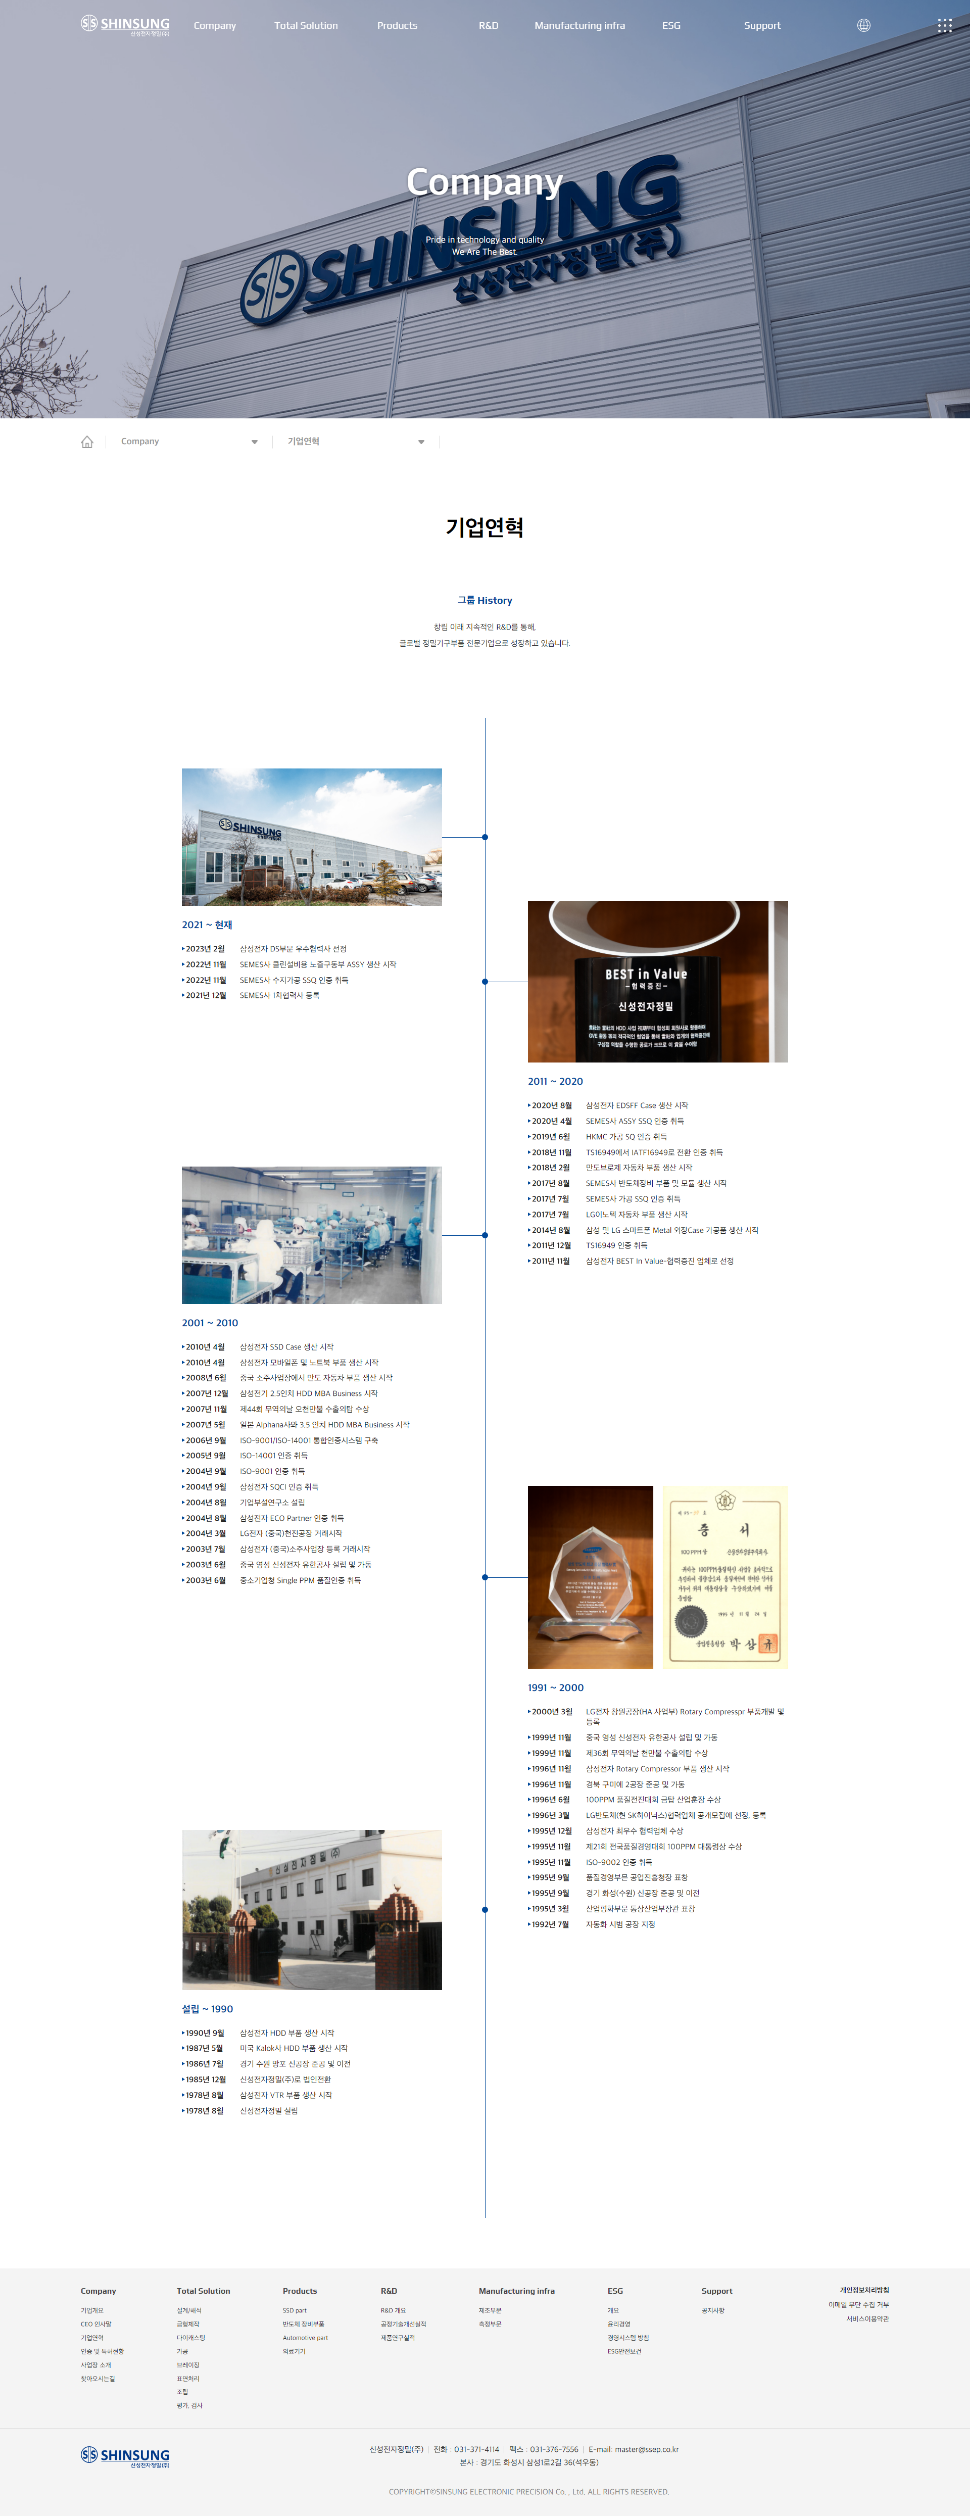 SHINSUNG
신성전자정밀(주)
Company
Total Solution
Products
R&D
Manufacturing infra
ESG
Support
Company
Pride in technology and quality
We Are The Best.
SHINSUNG
신성전자정밀(주)
Company
기업연혁
기업연혁
그룹 History
창립 이래 지속적인 R&D를 통해,
글로벌 정밀기구부품 전문기업으로 성장하고 있습니다.
SHINSUNG
2021 ~ 현재
2023년 2월 삼성전자 DS부문 우수협력사 선정
2022년 11월 SEMES사 클린설비용 노즐구동부 ASSY 생산 시작
2022년 11월 SEMES사 수지가공 SSQ 인증 취득
2021년 12월 SEMES사 1차협력사 등록
BEST in Value
-협력증진-
신성전자정밀
2011 ~ 2020
2020년 8월 삼성전자 EDSFF Case 생산 시작
2020년 4월 SEMES사 ASSY SSQ 인증 취득
2019년 6월 HKMC 가공 SQ 인증 취득
2018년 11월 TS16949에서 IATF16949로 전환 인증 취득
2018년 2월 만도브로제 자동차 부품 생산 시작
2017년 8월 SEMES사 반도체장비 부품 및 모듈 생산 시작
2017년 7월 SEMES사 가공 SSQ 인증 취득
2017년 7월 LG이노텍 자동차 부품 생산 시작
2014년 8월 삼성 및 LG 스마트폰 Metal 외장Case 가공품 생산 시작
2011년 12월 TS16949 인증 취득
2011년 11월 삼성전자 BEST In Value-협력증진 업체로 선정
2001 ~ 2010
2010년 4월 삼성전자 SSD Case 생산 시작
2010년 4월 삼성전자 모바일폰 및 노트북 부품 생산 시작
2008년 6월 중국 소주사업장에서 만도 자동차 부품 생산 시작
2007년 12월 삼성전기 2.5인치 HDD MBA Business 시작
2007년 11월 제44회 무역의날 오천만불 수출의탑 수상
2007년 5월 일본 Alphana사와 3.5 인치 HDD MBA Business 시작
2006년 9월 ISO-9001/ISO-14001 통합인증시스템 구축
2005년 9월 ISO-14001 인증 취득
2004년 9월 ISO-9001 인증 취득
2004년 9월 삼성전자 SQCI 인증 취득
2004년 8월 기업부설연구소 설립
2004년 8월 삼성전자 ECO Partner 인증 취득
2004년 3월 LG전자 (중국)천진공장 거래시작
2003년 7월 삼성전자 (중국)소주사업장 등록 거래시작
2003년 6월 중국 영성 신성전자 유한공사 설립 및 가동
2003년 6월 중소기업청 Single PPM 품질인증 취득
증 서
1991 ~ 2000
2000년 3월 LG전자 창원공장(HA 사업부) Rotary Compresspr 부품개발 및
등록
1999년 11월 중국 영성 신성전자 유한공사 설립 및 가동
1999년 11월 제36회 무역의날 천만불 수출의탑 수상
1996년 11월 삼성전자 Rotary Compressor 부품 생산 시작
1996년 11월 경북 구미에 2공장 준공 및 가동
1996년 6월 100PPM 품질전진대회 금탑 산업훈장 수상
1996년 3월 LG반도체(현 SK하이닉스)협력업체 공개모집에 선정, 등록
1995년 12월 삼성전자 최우수 협력업체 수상
1995년 11월 제21회 전국품질경영대회 100PPM 대통령상 수상
1995년 11월 ISO-9002 인증 취득
1995년 9월 품질경영부문 공업진흥청장 표창
1995년 9월 경기 화성(수원) 신공장 준공 및 이전
1995년 3월 산업평화부문 통상산업부장관 표창
1992년 7월 자동화 시범 공장 지정
신성전자정밀(주)
설립 ~ 1990
1990년 9월 삼성전자 HDD 부품 생산 시작
1987년 5월 미국 Kalok사 HDD 부품 생산 시작
1986년 7월 경기 수원 망포 신공장 준공 및 이전
1985년 12월 신성전자정밀(주)로 법인전환
1978년 8월 삼성전자 VTR 부품 생산 시작
1978년 8월 신성전자정밀 설립
Company
기업개요
CEO 인사말
기업연혁
인증 및 특허현황
사업장 소개
찾아오시는길
Total Solution
설계/해석
금형제작
다이캐스팅
가공
브레이징
표면처리
조립
평가, 검사
Products
SSD part
반도체 장비부품
Automotive part
의료기기
R&D
R&D 개요
공정기술개선실적
제품연구실적
Manufacturing infra
제조부문
측정부문
ESG
개요
윤리경영
경영시스템 방침
ESG안전보건
Support
공지사항
개인정보처리방침
이메일 무단 수집 거부
서비스이용약관
SHINSUNG
신성전자정밀(주)
신성전자정밀(주) | 전화 : 031-371-4114 팩스 : 031-376-7556 | E-mail: master@ssep.co.kr
본사 : 경기도 화성시 삼성1로2길 36(석우동)
COPYRIGHT©SINSUNG ELECTRONIC PRECISION Co. , Ltd. ALL RIGHTS RESERVED.